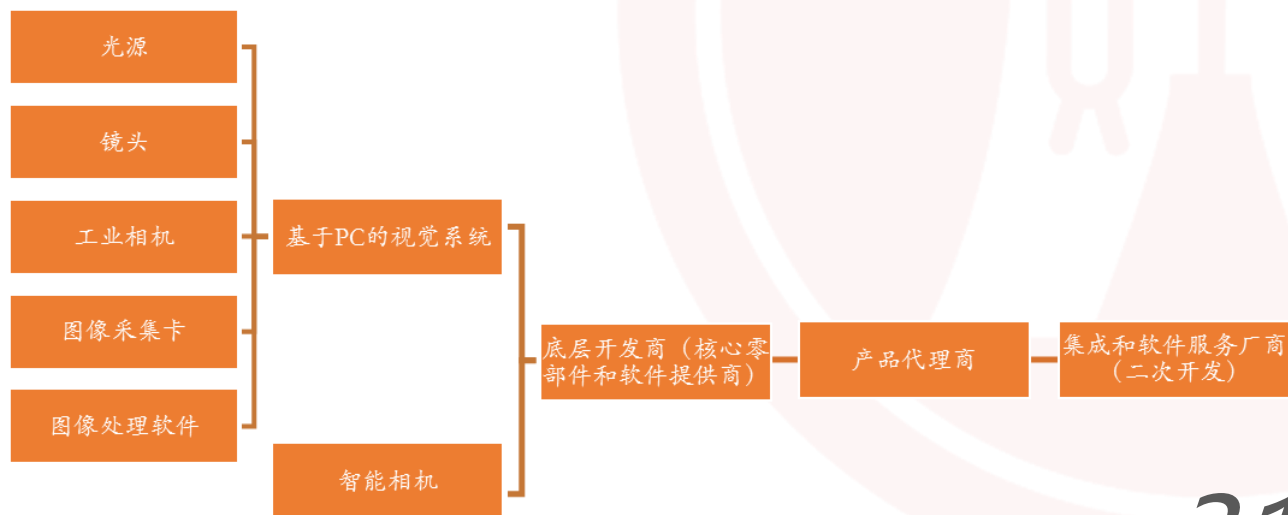 光源
镜头
工业相机
图像采集卡
图像处理软件
基于PC的视觉系统
智能相机
底层开发商（核心零
部件和软件提供商）
产品代理商
集成和软件服务厂商
（二次开发）